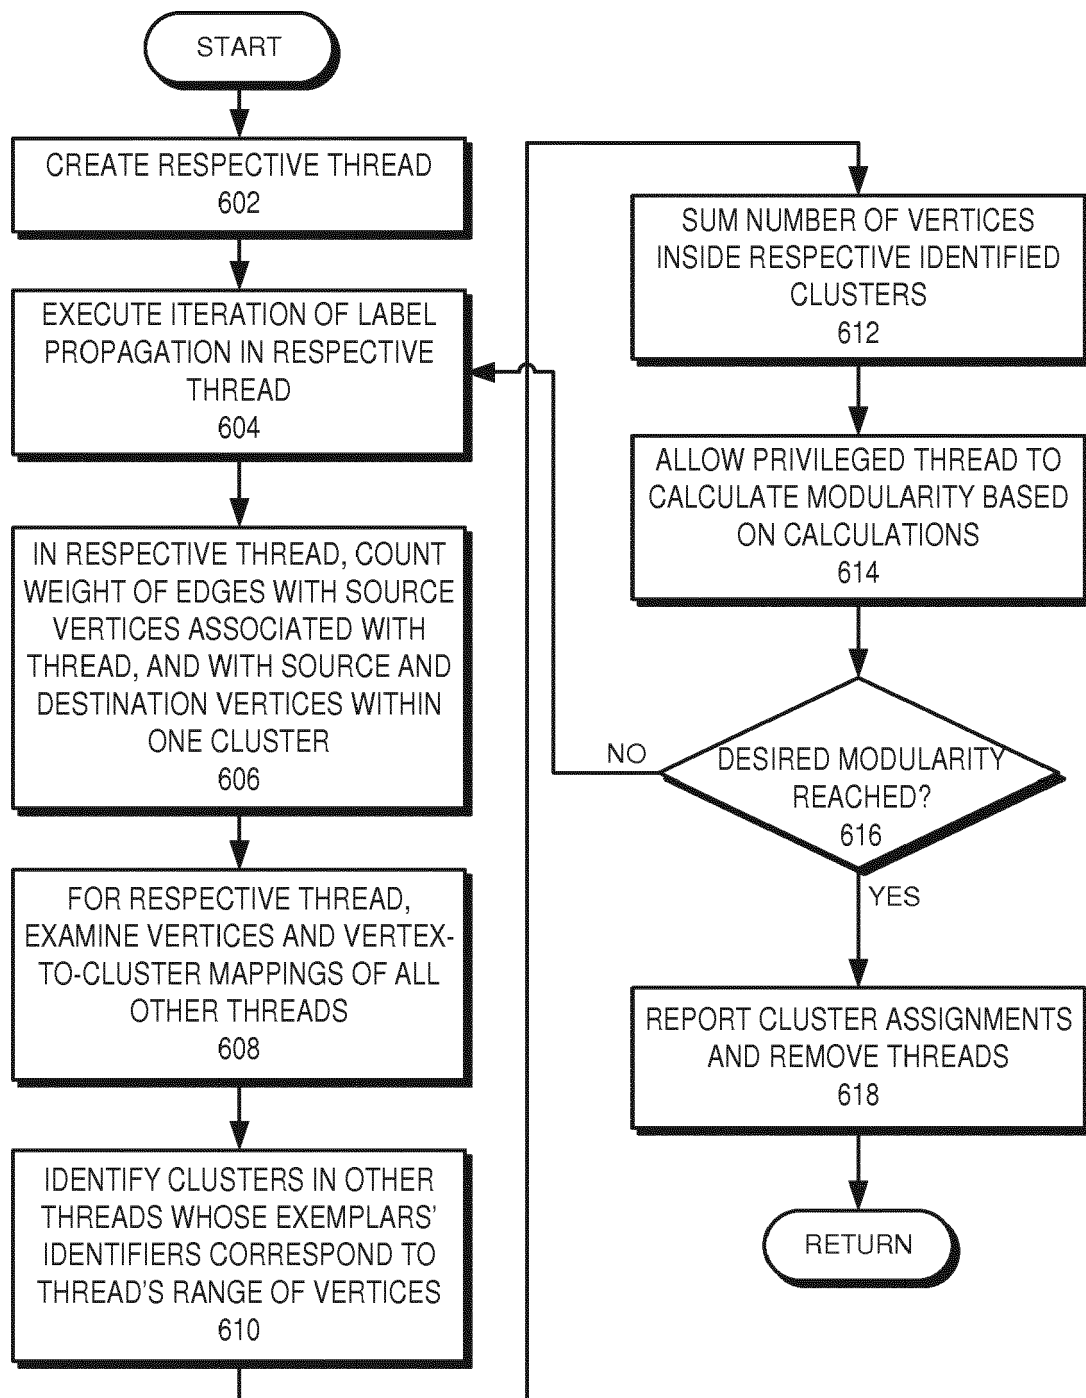 START
CREATE RESPECTIVE THREAD
602
EXECUTE ITERATION OF LABEL
PROPAGATION IN RESPECTIVE
THREAD
604
IN RESPECTIVE THREAD, COUNT
WEIGHT OF EDGES WITH SOURCE
VERTICES ASSOCIATED WITH
THREAD, AND WITH SOURCE AND
DESTINATION VERTICES WITHIN
ONE CLUSTER
606
FOR RESPECTIVE THREAD,
EXAMINE VERTICES AND VERTEX-
TO-CLUSTER MAPPINGS OF ALL
OTHER THREADS
608
IDENTIFY CLUSTERS IN OTHER
THREADS WHOSE EXEMPLARS'
IDENTIFIERS CORRESPOND TO
THREAD'S RANGE OF VERTICES
610
SUM NUMBER OF VERTICES
INSIDE RESPECTIVE IDENTIFIED
CLUSTERS
612
ALLOW PRIVILEGED THREAD TO
CALCULATE MODULARITY BASED
ON CALCULATIONS
614
NO
DESIRED MODULARITY
REACHED?
616
YES
REPORT CLUSTER ASSIGNMENTS
AND REMOVE THREADS
618
RETURN